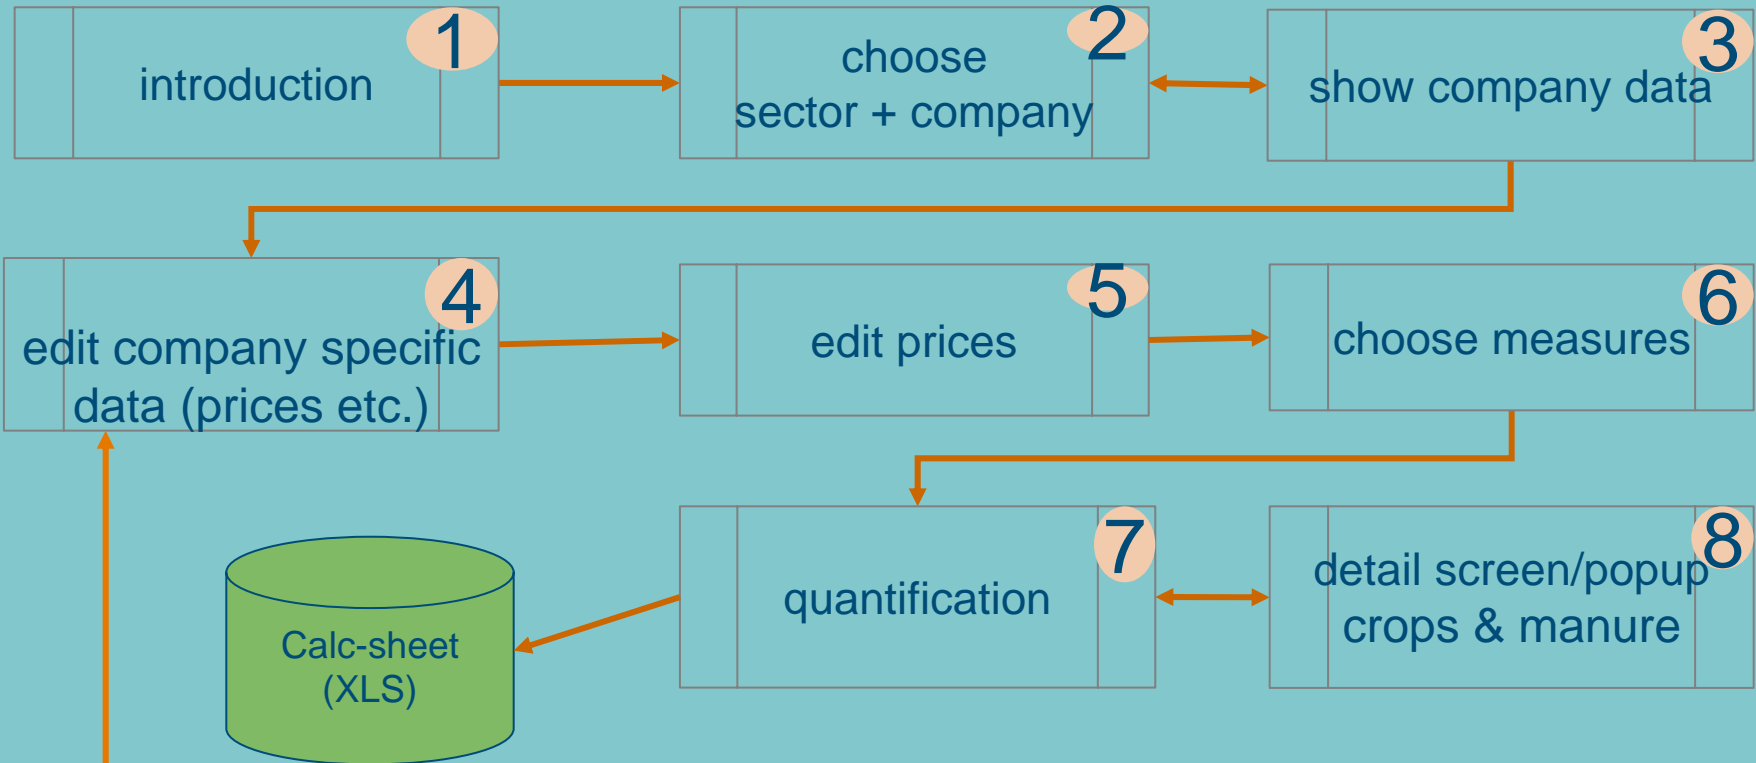 1
introduction
2
choose
sector + company
3
show company data
4
edit company specific
data (prices etc.)
5
edit prices
6
choose measures
7
quantification
8
detail screen/popup
crops & manure
Calc-sheet
(XLS)